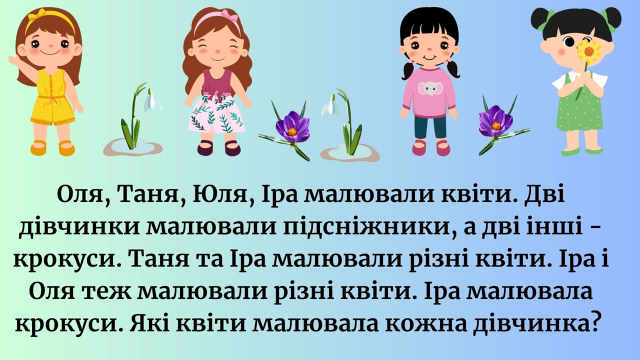 Оля, Таня, Юля, Іра малювали квіти. Дві
дівчинки малювали підсніжники, а дві інші -
крокуси. Таня та Іра малювали різні квіти. Іра і
Оля теж малювали різні квіти. Іра малювала
крокуси. Які квіти малювала кожна дівчинка?